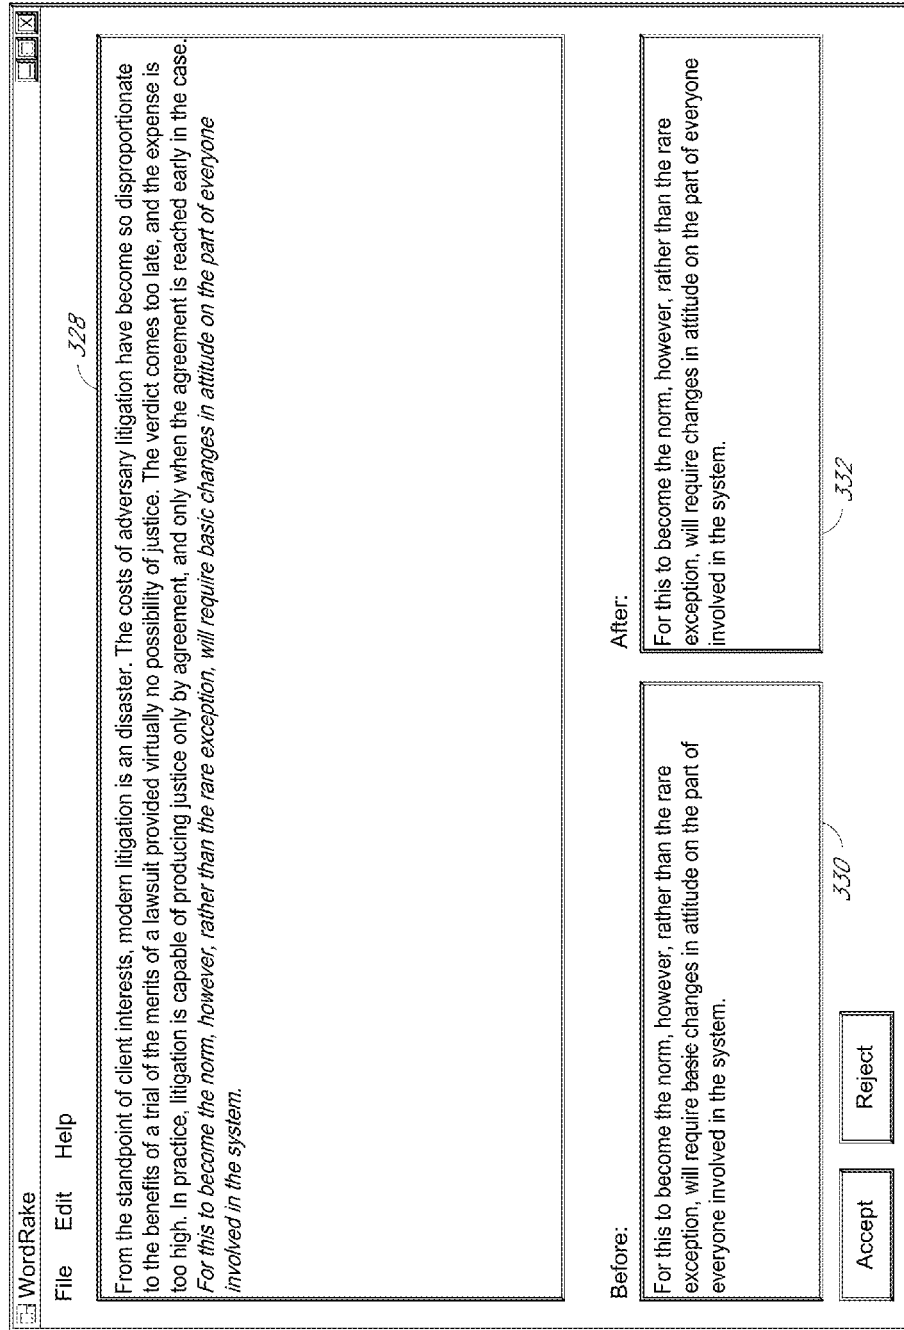 WordRake
File Edit Help
328
From the standpoint of client interests, modern litigation is an disaster. The costs of adversary litigation have become so disproportionate
to the benefits of a trial of the merits of a lawsuit provided virtually no possibility of justice. The verdict comes too late, and the expense is
too high. In practice, litigation is capable of producing justice only by agreement, and only when the agreement is reached early in the case.
For this to become the norm, however, rather than the rare exception, will require basic changes in attitude on the part of everyone
involved in the system.
Before:
For this to become the norm, however, rather than the rare
exception, will require basic changes in attitude on the part of
everyone involved in the system.
330
After:
For this to become the norm, however, rather than the rare
exception, will require changes in attitude on the part of everyone
involved in the system.
332
Accept
Reject